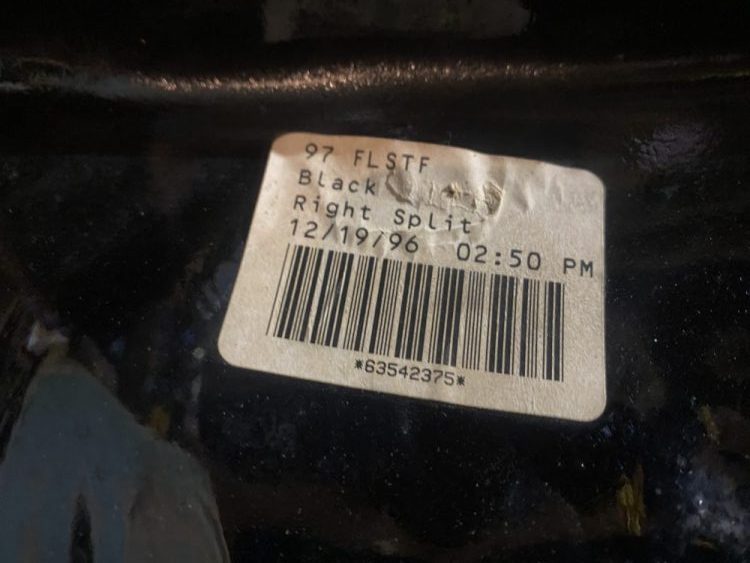 97 FLSTF
Black
Right Split
12/19/96 02:50 PM
*63542375*